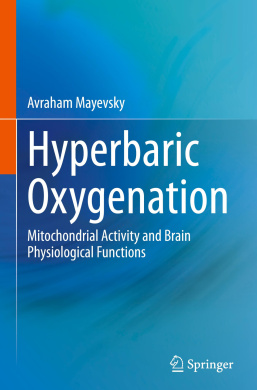 Avraham Mayevsky
Hyperbaric
Oxygenation
Mitochondrial Activity and Brain
Physiological Functions
Springer